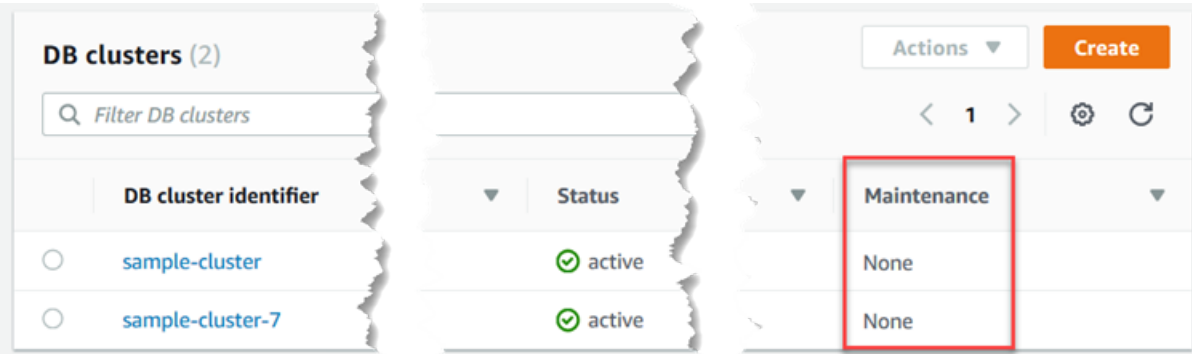 DB clusters (2)
Actions
Create
Filter DB clusters
1
DB cluster identifier Status Maintenance
sample-cluster active None
sample-cluster-7 active None